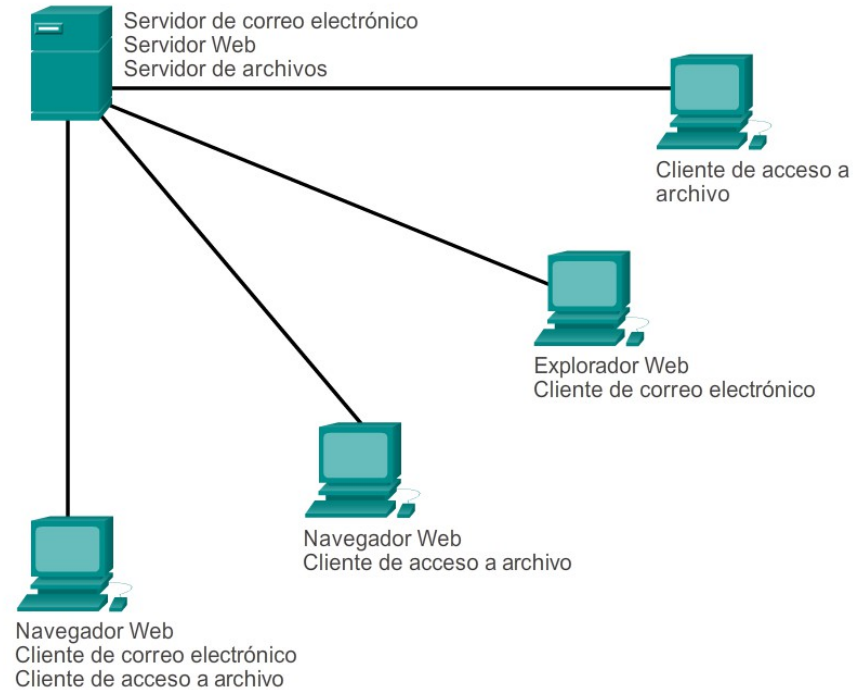 Servidor de correo electrónico
Servidor Web
Servidor de archivos
Cliente de acceso a
archivo
Explorador Web
Cliente de correo electrónico
Navegador Web
Cliente de acceso a archivo
Navegador Web
Cliente de correo electrónico
Cliente de acceso a archivo